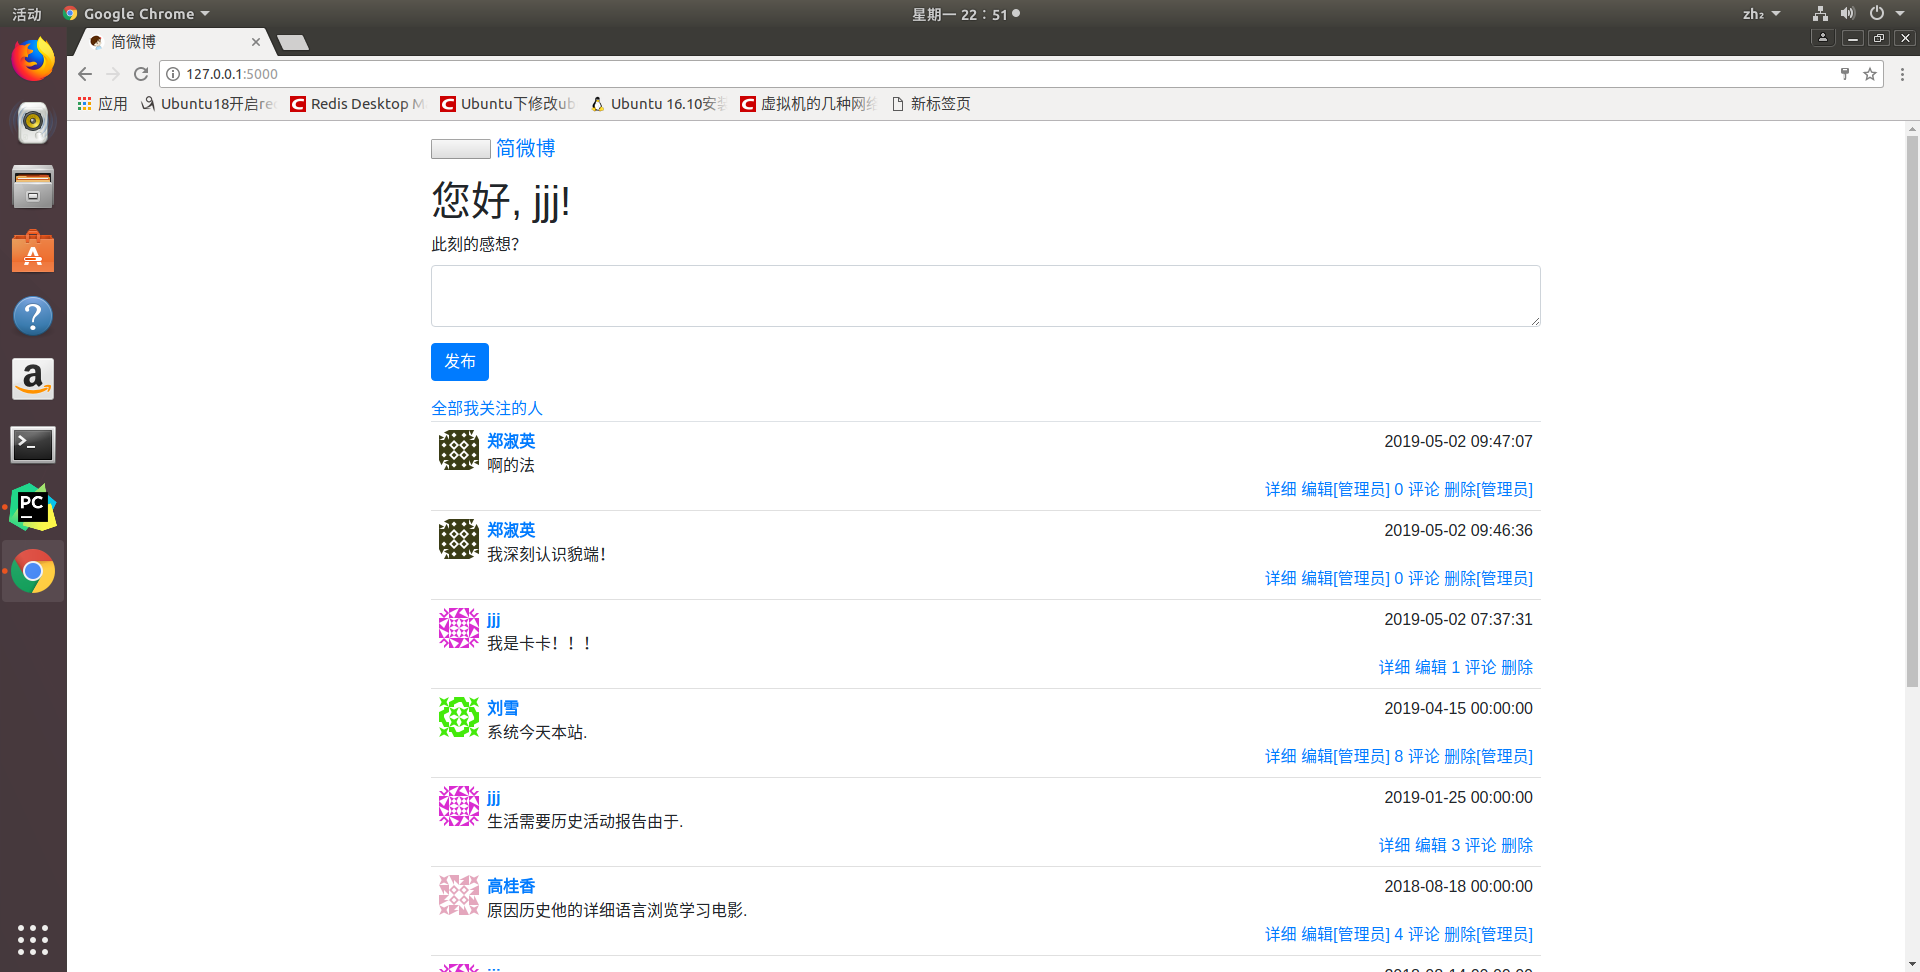 活动 Google Chrome 星期一 22：51 zh₂
简微博
127.0.0.1:5000
应用 Ubuntu18开启re Redis Desktop M Ubuntu下修改ub Ubuntu 16.10安装 虚拟机的几种网络 新标签页
简微博
您好, jjj!
此刻的感想?
发布
全部我关注的人
郑淑英 2019-05-02 09:47:07
啊的法
详细 编辑[管理员] 0 评论 删除[管理员]
郑淑英 2019-05-02 09:46:36
我深刻认识貌端!
详细 编辑[管理员] 0 评论 删除[管理员]
jjj 2019-05-02 07:37:31
我是卡卡！！！
详细 编辑 1 评论 删除
刘雪 2019-04-15 00:00:00
系统今天本站.
详细 编辑[管理员] 8 评论 删除[管理员]
jjj 2019-01-25 00:00:00
生活需要历史活动报告由于.
详细 编辑 3 评论 删除
高桂香 2018-08-18 00:00:00
原因历史他的详细语言浏览学习电影.
详细 编辑[管理员] 4 评论 删除[管理员]